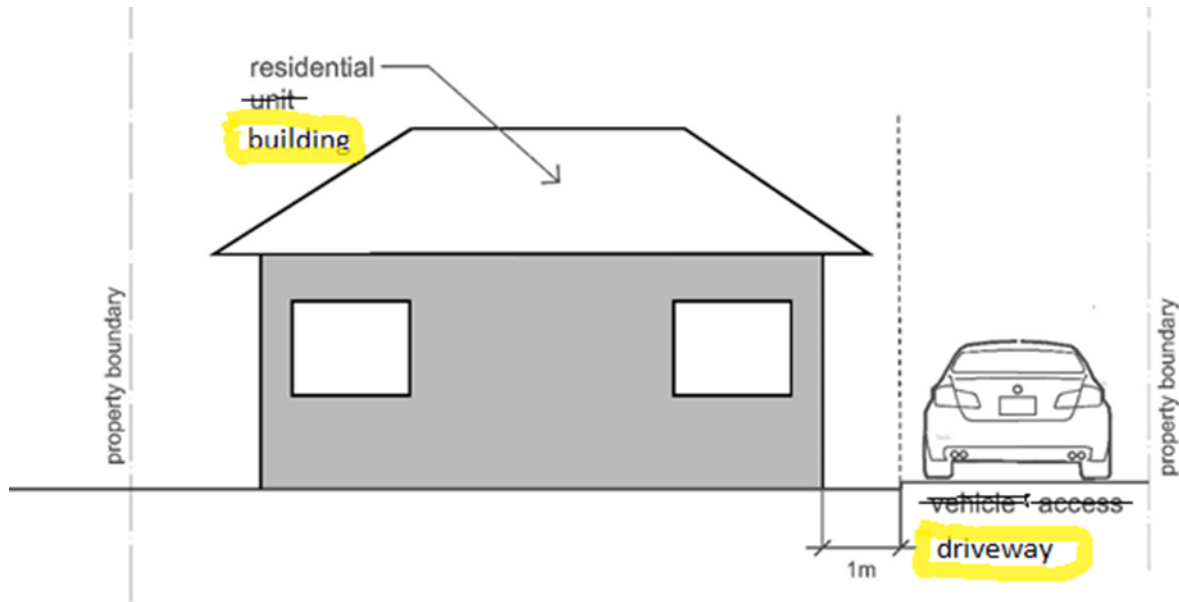 residential
unit
building
property boundary
property boundary
vehicle access
driveway
1m